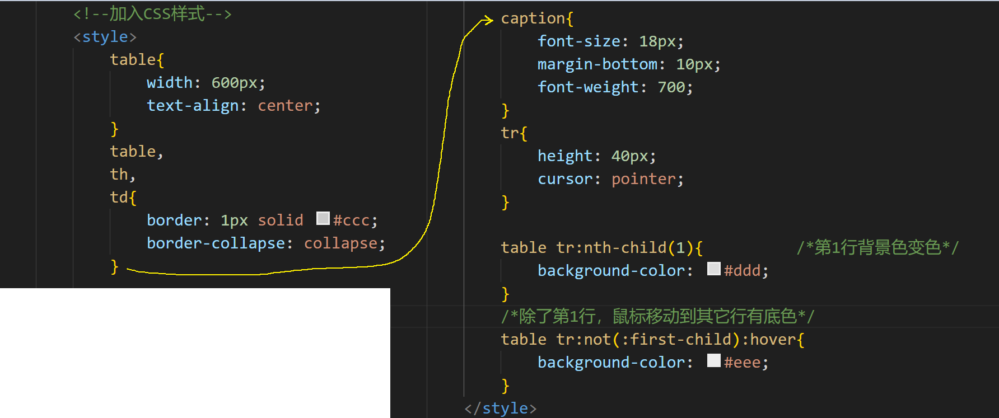 <!--加入CSS样式-->
<style>
table{
width: 600px;
text-align: center;
}
table,
th,
td{
border: 1px solid #ccc;
border-collapse: collapse;
}
caption{
font-size: 18px;
margin-bottom: 10px;
font-weight: 700;
}
tr{
height: 40px;
cursor: pointer;
}
table tr:nth-child(1){ /*第1行背景色变色*/
background-color: #ddd;
}
/*除了第1行，鼠标移动到其它行有底色*/
table tr:not(:first-child):hover{
background-color: #eee;
}
</style>